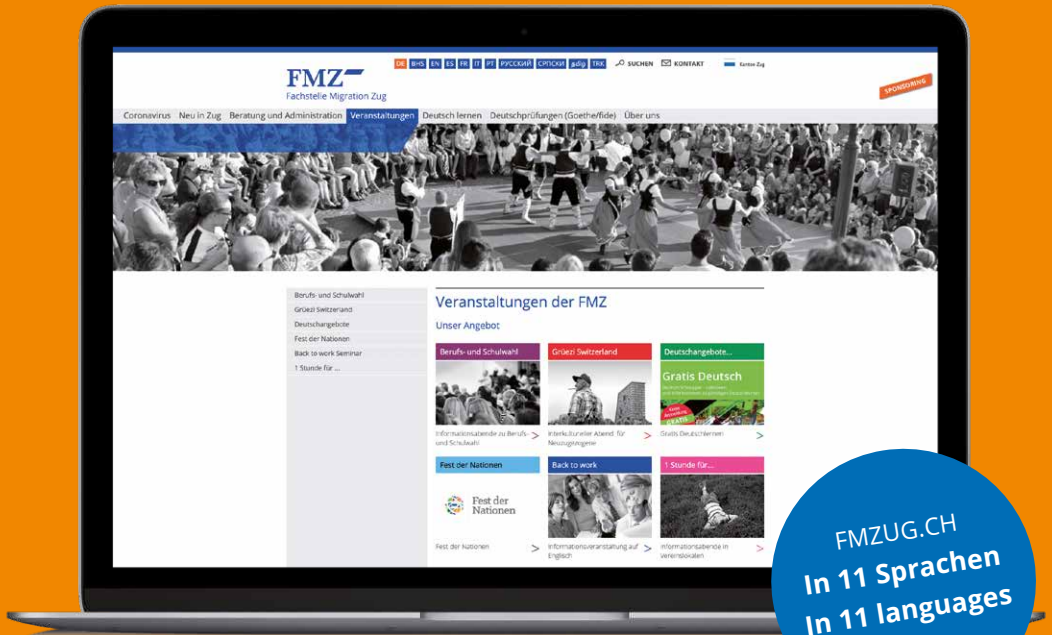 DE BHS EN ES FR IT PT РУССКИЙ СРПСКИ தமிழ் TRK SUCHEN KONTAKT Kanton Zug
FMZ
Fachstelle Migration Zug
SPONSORING
Coronavirus Neu in Zug Beratung und Administration Veranstaltungen Deutsch lernen Deutschprüfungen (Goethe/fide) Über uns
Berufs- und Schulwahl
Grüezi Switzerland
Deutschangebote
Fest der Nationen
Back to work Seminar
1 Stunde für ...
Veranstaltungen der FMZ
Unser Angebot
Berufs- und Schulwahl
Grüezi Switzerland
Deutschangebote...
Gratis Deutsch
GRATIS
Informationsabende zu Berufs-
und Schulwahl
Interkultureller Abend für
Neuzugezogene
Gratis Deutschlernen
Fest der Nationen
Back to work
1 Stunde für...
Fest der
Nationen
Fest der Nationen
Informationsveranstaltung auf
Englisch
Informationsabende in
Vereinslokalen
FMZUG.CH
In 11 Sprachen
In 11 languages